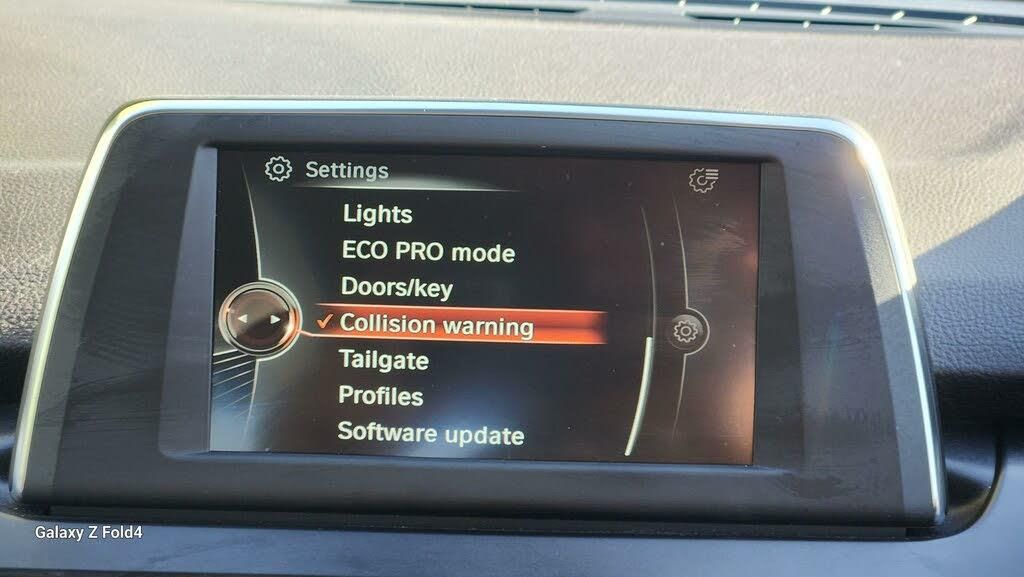 Settings
Lights
ECO PRO mode
Doors/key
✓ Collision warning
Tailgate
Profiles
Software update
Galaxy Z Fold4